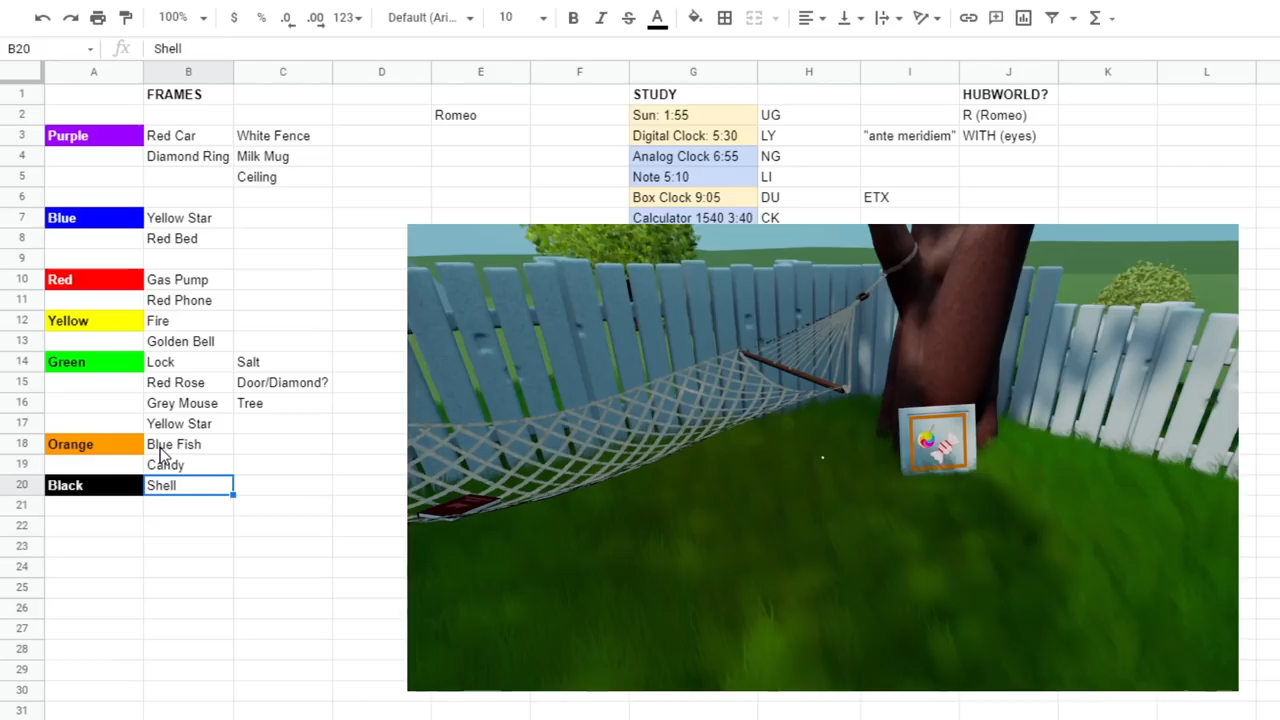 100% $ % .0 .00 123 Default (Ari... 10 B I S A
B20 fx Shell
A B C D E F G H I J K L
1 FRAMES STUDY HUBWORLD?
2 Romeo Sun: 1:55 UG R (Romeo)
3 Purple Red Car White Fence Digital Clock: 5:30 LY "ante meridiem" WITH (eyes)
4 Diamond Ring Milk Mug Analog Clock 6:55 NG
5 Ceiling Note 5:10 LI
6 Box Clock 9:05 DU ETX
7 Blue Yellow Star Calculator 1540 3:40 CK
8 Red Bed
9
10 Red Gas Pump
11 Red Phone
12 Yellow Fire
13 Golden Bell
14 Green Lock Salt
15 Red Rose Door/Diamond?
16 Grey Mouse Tree
17 Yellow Star
18 Orange Blue Fish
19 Candy
20 Black Shell
21
22
23
24
25
26
27
28
29
30
31